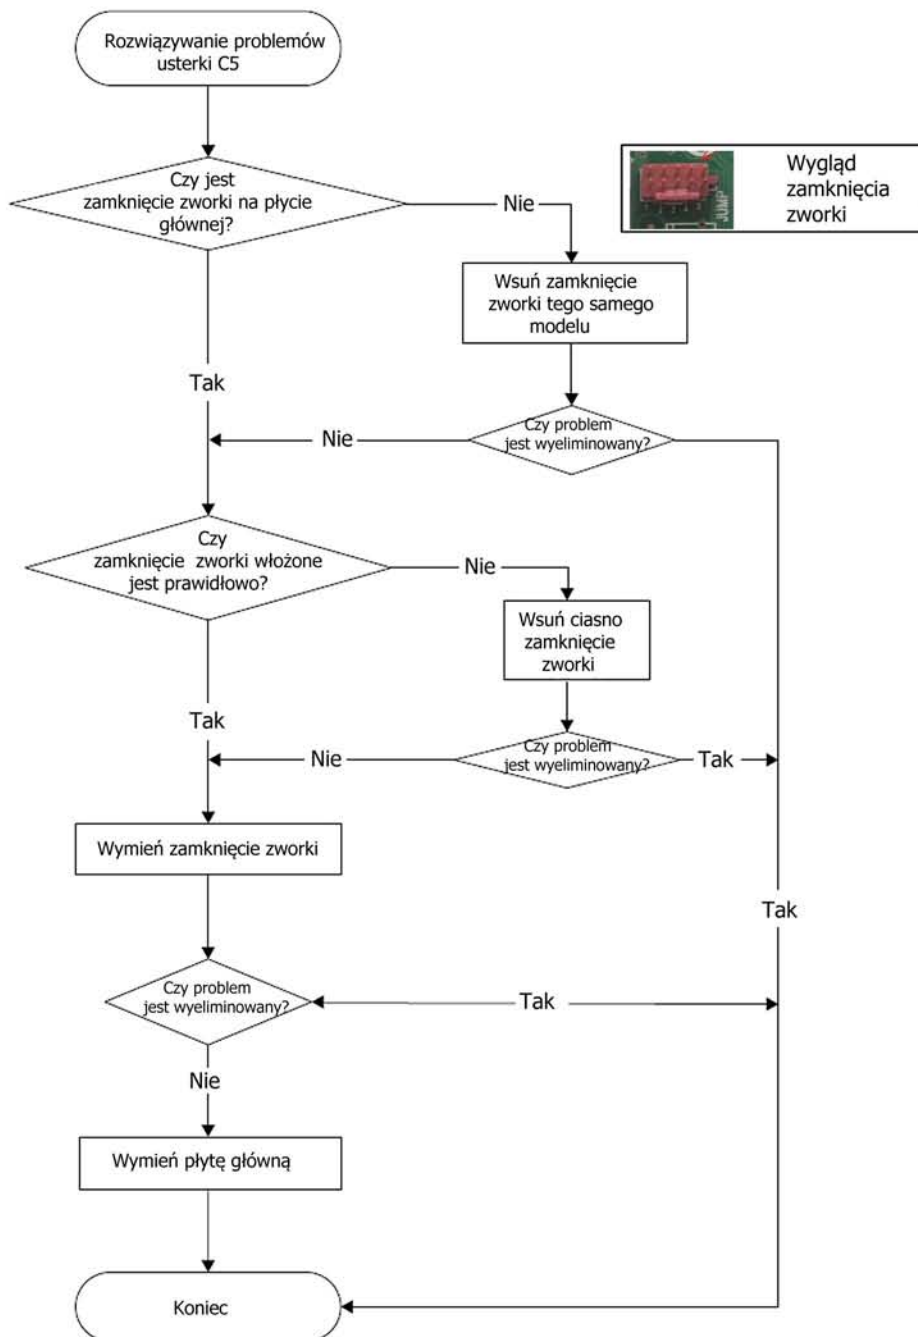 Rozwiązywanie problemów
usterki C5
Czy jest
zamknięcie zworki na płycie
głównej?
Nie
JUMP
Wygląd
zamknięcia
zworki
Wsuń zamknięcie
zworki tego samego
modelu
Tak
Nie
Czy problem
jest wyeliminowany?
Czy
zamknięcie zworki włożone
jest prawidłowo?
Nie
Wsuń ciasno
zamknięcie
zworki
Tak
Nie
Czy problem
jest wyeliminowany?
Tak
Wymień zamknięcie zworki
Tak
Czy problem
jest wyeliminowany?
Tak
Nie
Wymień płytę główną
Koniec